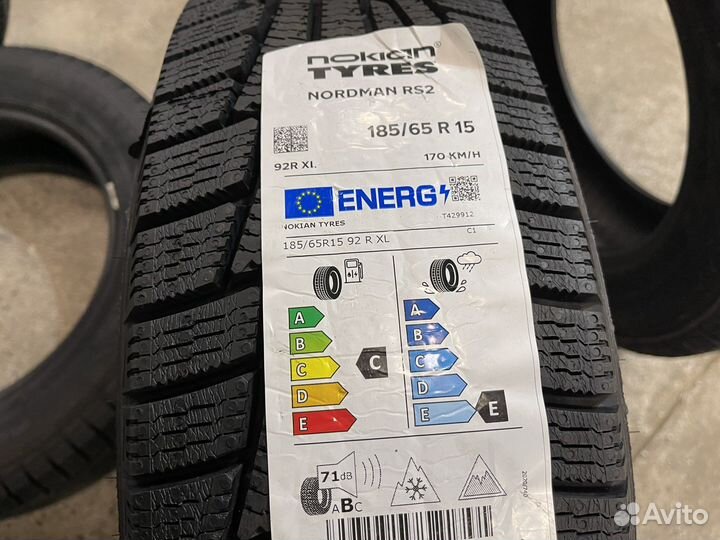 nokian
TYRES
NORDMAN RS2
185/65 R 15
92R XL
170 KM/H
ENERG
NOKIAN TYRES
T429912
185/65R15 92 R XL
C1
A
B
C
D
E
C
A
B
C
D
E
E
71dB
ABC
Avito